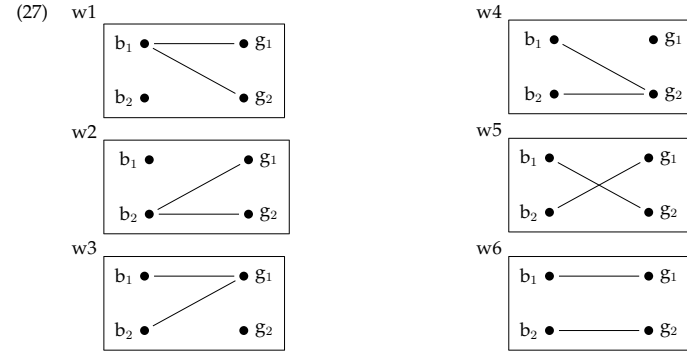 (27) w1
b₁ g₁
b₂ g₂
w2
b₁ g₁
b₂ g₂
w3
b₁ g₁
b₂ g₂
w4
b₁ g₁
b₂ g₂
w5
b₁ g₁
b₂ g₂
w6
b₁ g₁
b₂ g₂